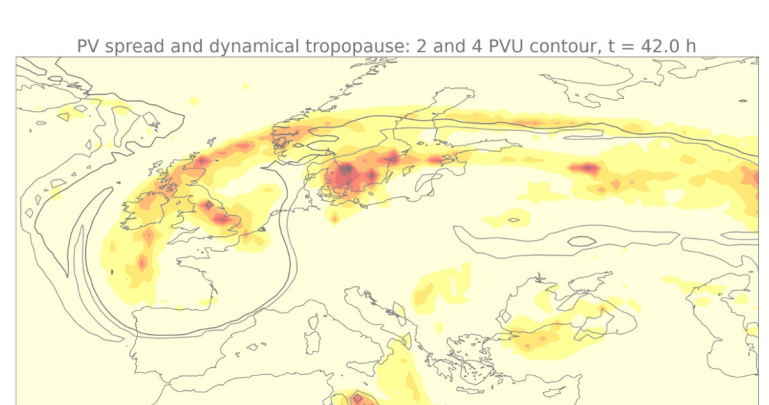 PV spread and dynamical tropopause: 2 and 4 PVU contour, t = 42.0 h